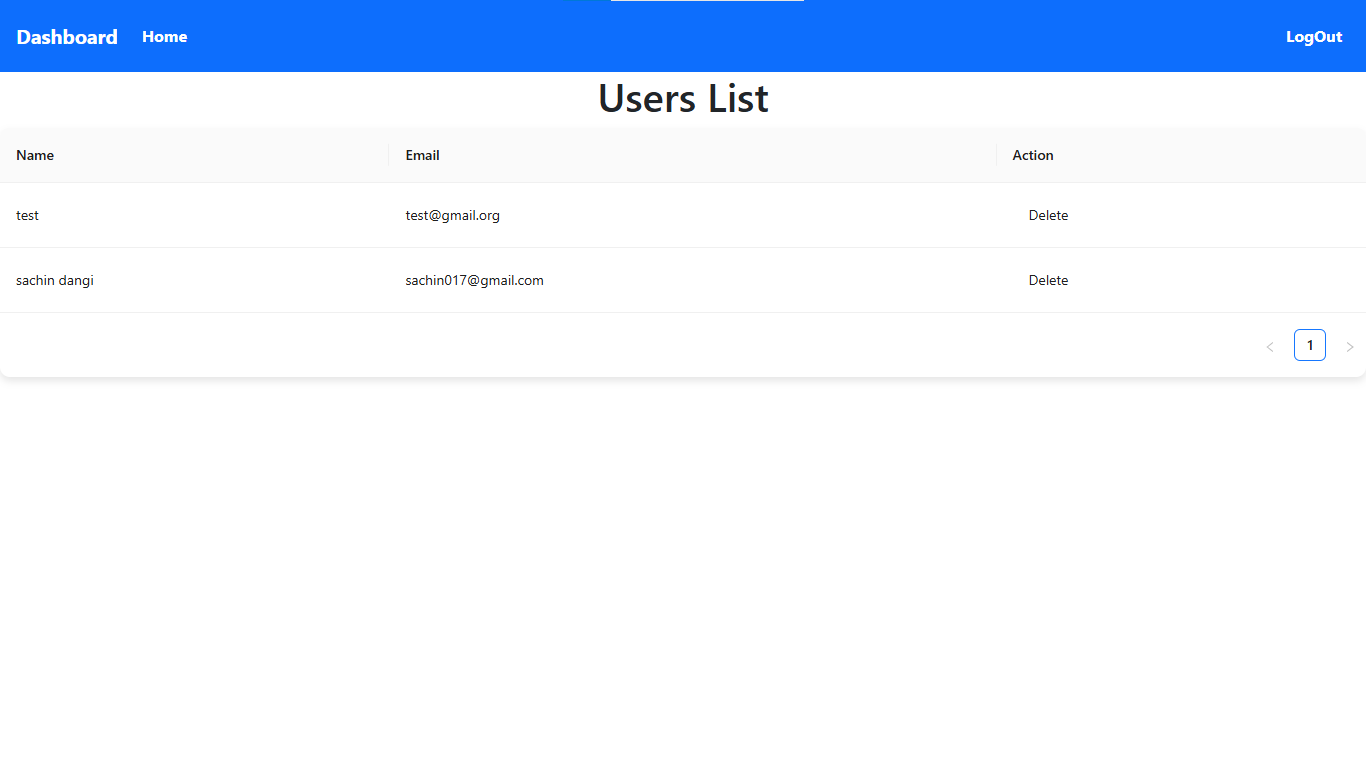 Dashboard Home LogOut
Users List
Name Email Action
test test@gmail.org Delete
sachin dangi sachin017@gmail.com Delete
< 1 >